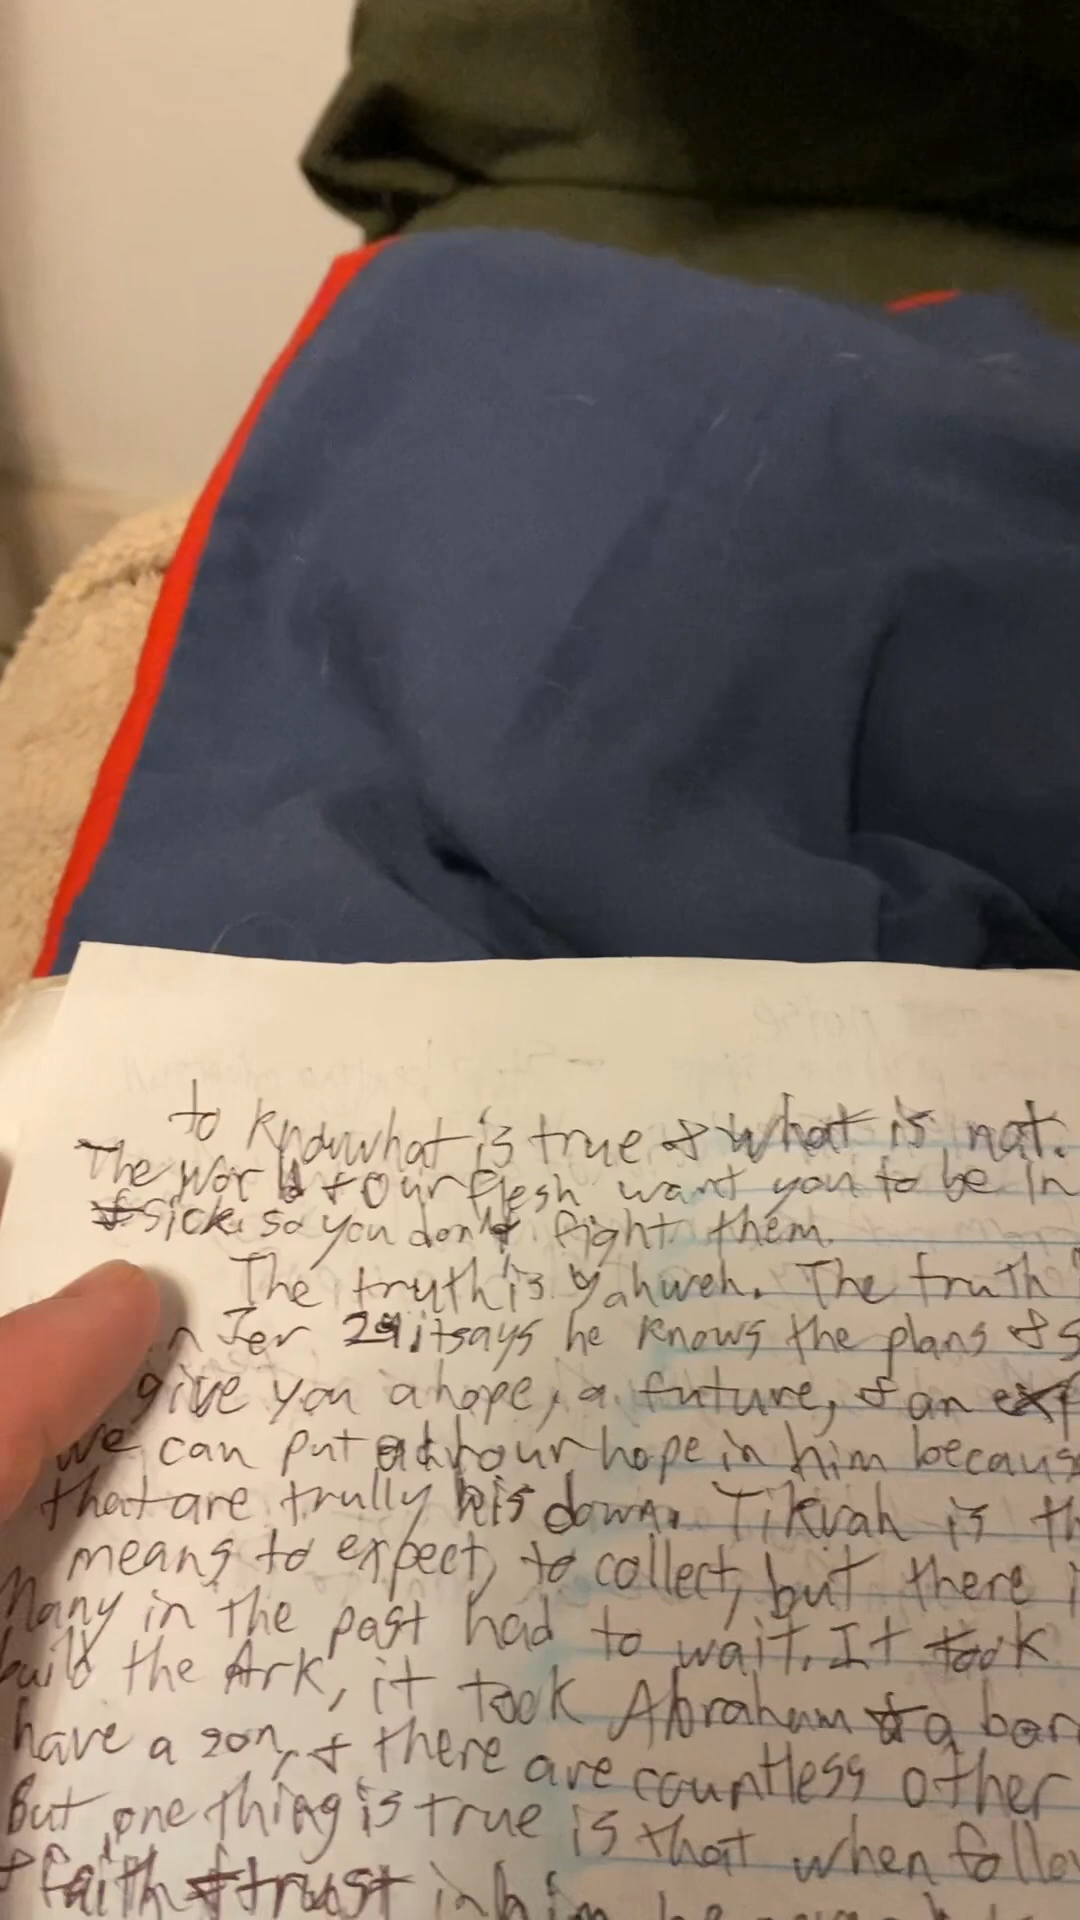 to Know what is true & what is not.
The world & our flesh want you to be in
sick so you don't fight them.
The truth is Yahweh. The truth
in Jer 29 it says he knows the plans &
give you a hope, a future, & an
we can put our hope in him because
that are trully his down. Tikvah is th
means to expect, to collect, but there i
Many in the past had to wait. It took
build the Ark, it took Abraham a bar
have a son, & there are countless other
But one thing is true is that when follow
& faith & trust in him he